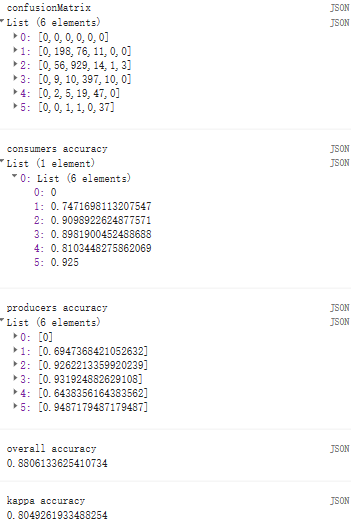 confusionMatrix JSON
List (6 elements) JSON
0: [0,0,0,0,0,0]
1: [0,198,76,11,0,0]
2: [0,56,929,14,1,3]
3: [0,9,10,397,10,0]
4: [0,2,5,19,47,0]
5: [0,0,1,1,0,37]
consumers accuracy JSON
List (1 element) JSON
0: List (6 elements)
0: 0
1: 0.7471698113207547
2: 0.9098922624877571
3: 0.8981900452488688
4: 0.8103448275862069
5: 0.925
producers accuracy JSON
List (6 elements) JSON
0: [0]
1: [0.6947368421052632]
2: [0.9262213359920239]
3: [0.931924882629108]
4: [0.6438356164383562]
5: [0.9487179487179487]
overall accuracy JSON
0.8806133625410734
kappa accuracy JSON
0.8049261933488254